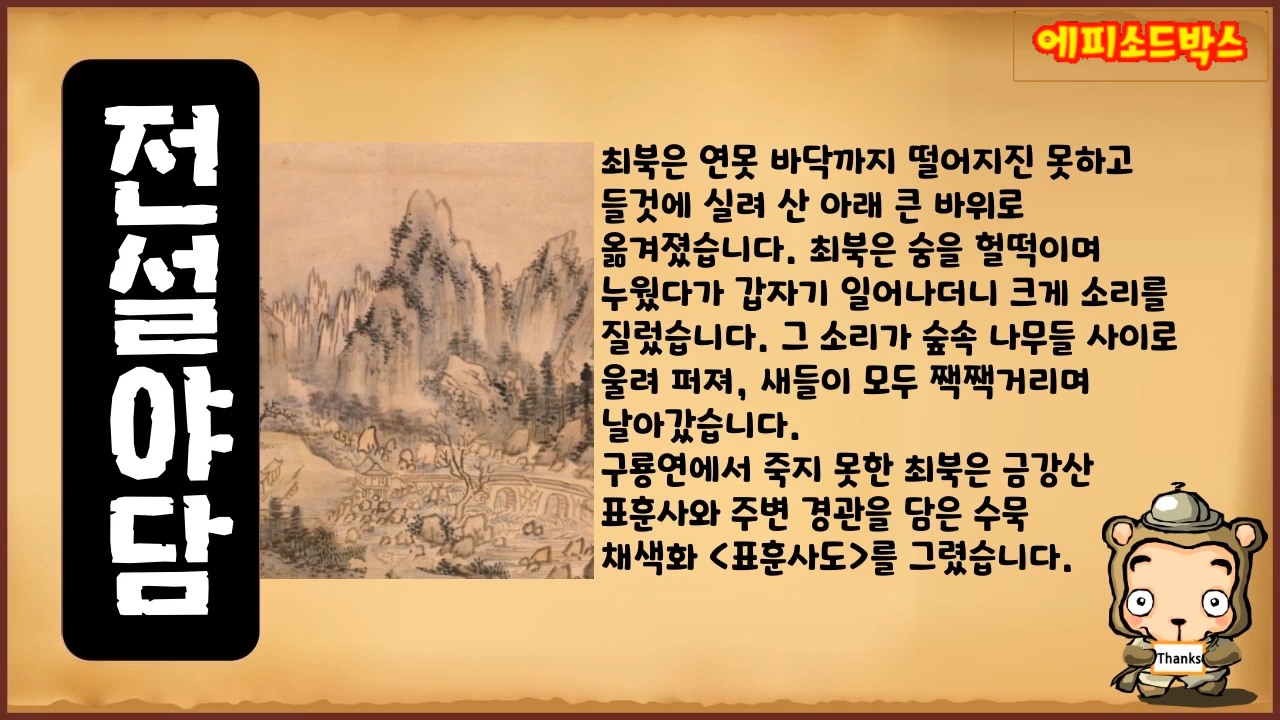 에피소드박스
전설야담
최북은 연못 바닥까지 떨어지진 못하고
들것에 실려 산 아래 큰 바위로
옮겨졌습니다. 최북은 숨을 헐떡이며
누웠다가 갑자기 일어나더니 크게 소리를
질렀습니다. 그 소리가 숲속 나무들 사이로
울려 퍼져, 새들이 모두 짹짹거리며
날아갔습니다.
구룡연에서 죽지 못한 최북은 금강산
표훈사와 주변 경관을 담은 수묵
채색화 <표훈사도>를 그렸습니다.
Thanks